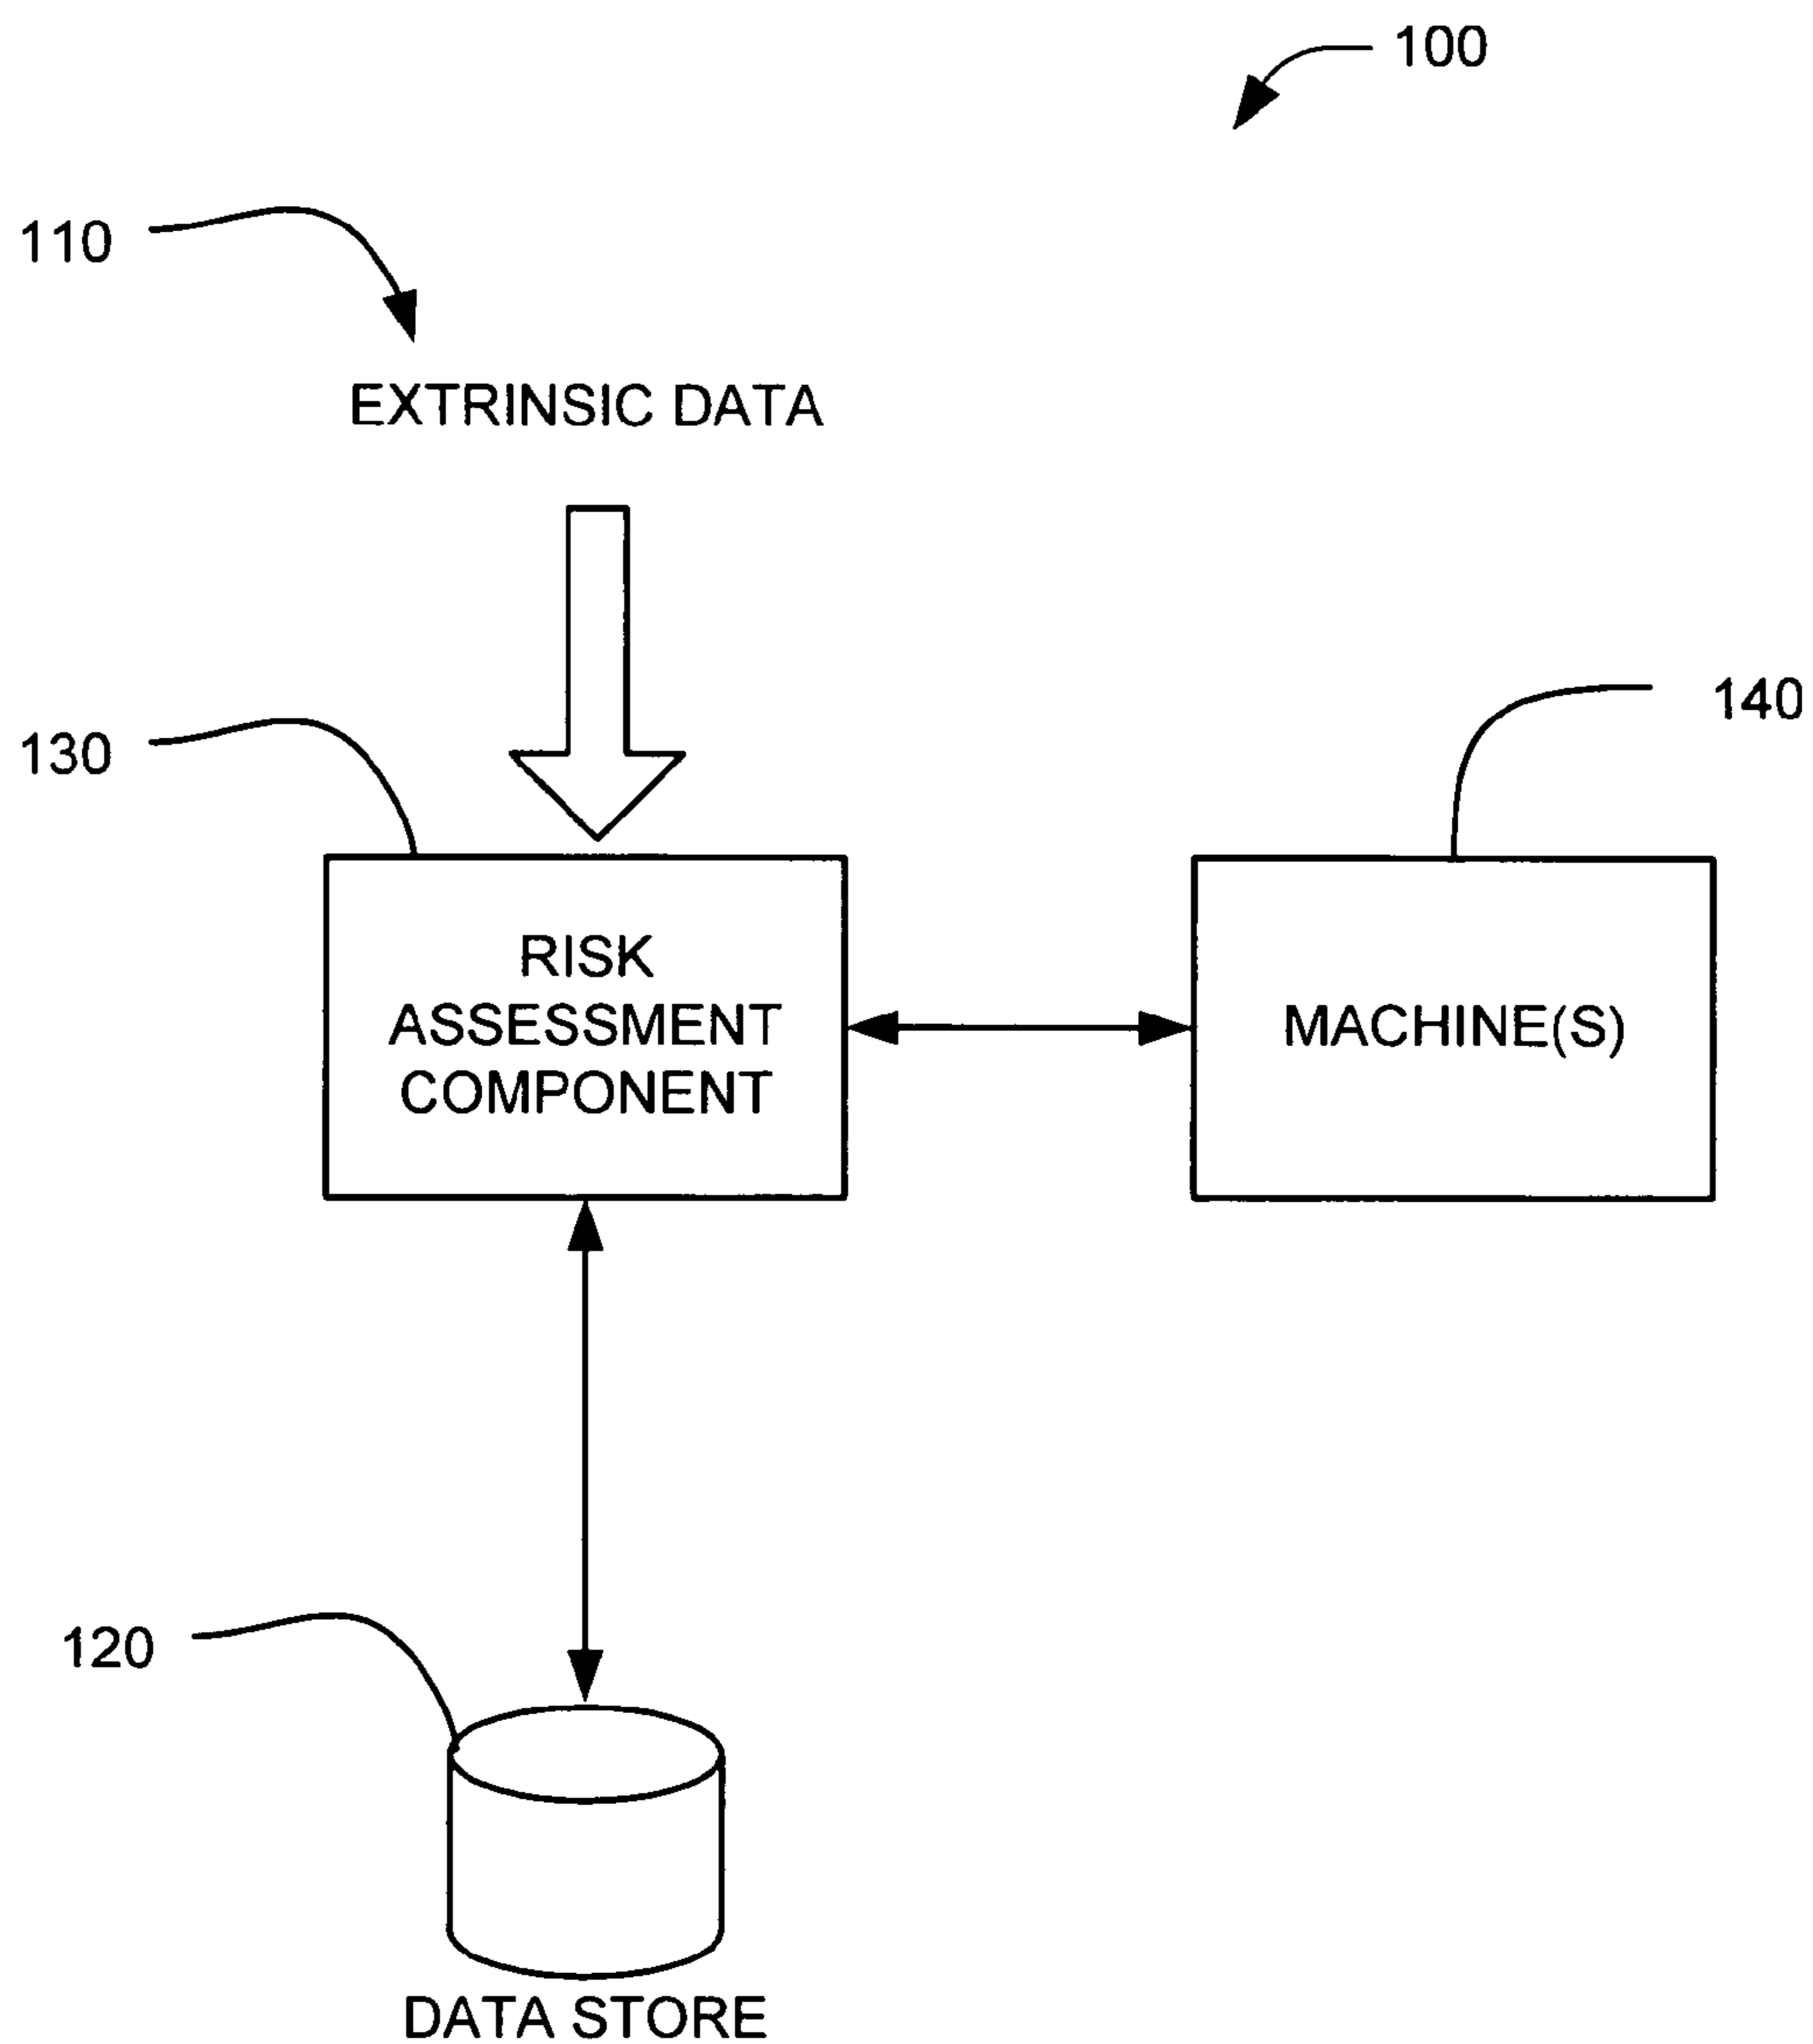 100
110
EXTRINSIC DATA
130
140
RISK
ASSESSMENT
COMPONENT
MACHINE(S)
120
DATA STORE